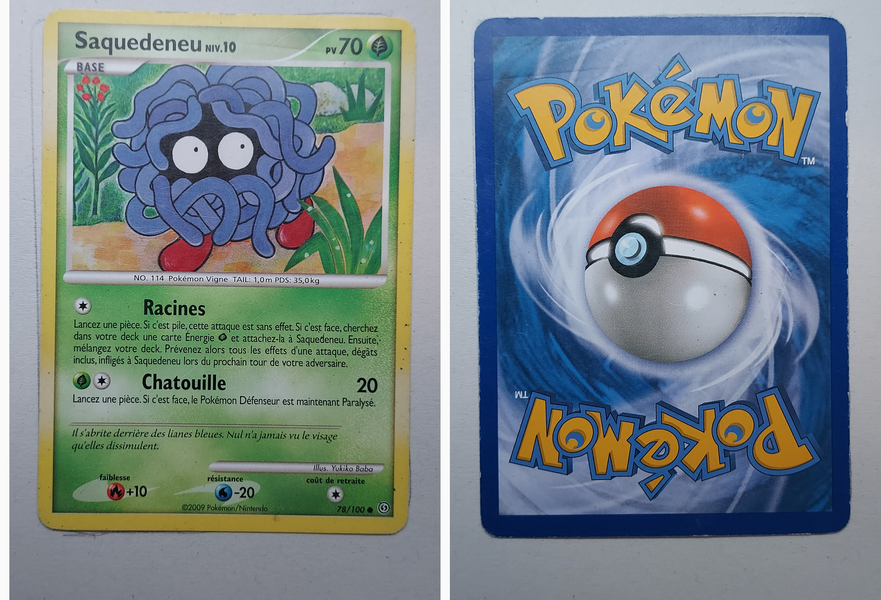 Saquedeneu NIV.10
PV 70
BASE
NO. 114 Pokémon Vigne TAIL: 1,0m PDS: 35,0kg
Racines
Lancez une pièce. Si c'est pile, cette attaque est sans effet. Si c'est face, cherchez
dans votre deck une carte Énergie et attachez-la à Saquedeneu. Ensuite,
mélangez votre deck. Prévenez alors tous les effets d'une attaque, dégâts
inclus, infligés à Saquedeneu lors du prochain tour de votre adversaire.
Chatouille 20
Lancez une pièce. Si c'est face, le Pokémon Défenseur est maintenant Paralysé.
Il s'abrite derrière des lianes bleues. Nul n'a jamais vu le visage
qu'elles dissimulent.
Illus. Yukiko Baba
faiblesse résistance coût de retraite
+10 -20
©2009 Pokémon/Nintendo 78/100
POKéMON
TM
TM
POKéMON